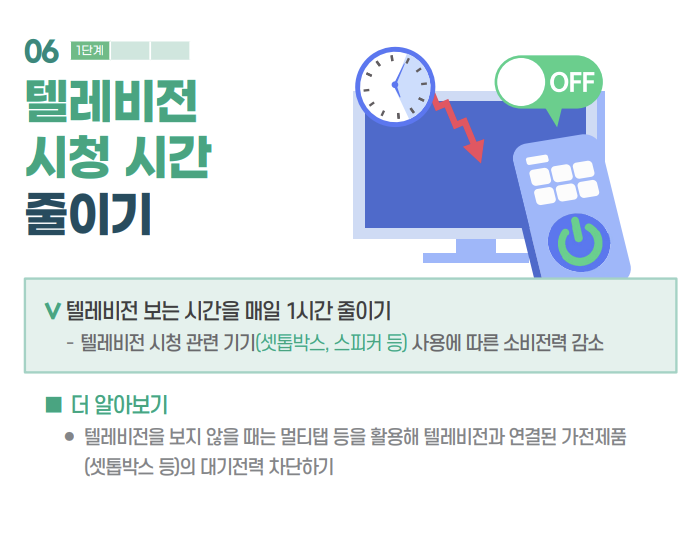 06 1단계
텔레비전
시청 시간
줄이기
OFF
V 텔레비전 보는 시간을 매일 1시간 줄이기
- 텔레비전 시청 관련 기기(셋톱박스, 스피커 등) 사용에 따른 소비전력 감소
■ 더 알아보기
● 텔레비전을 보지 않을 때는 멀티탭 등을 활용해 텔레비전과 연결된 가전제품
(셋톱박스 등)의 대기전력 차단하기